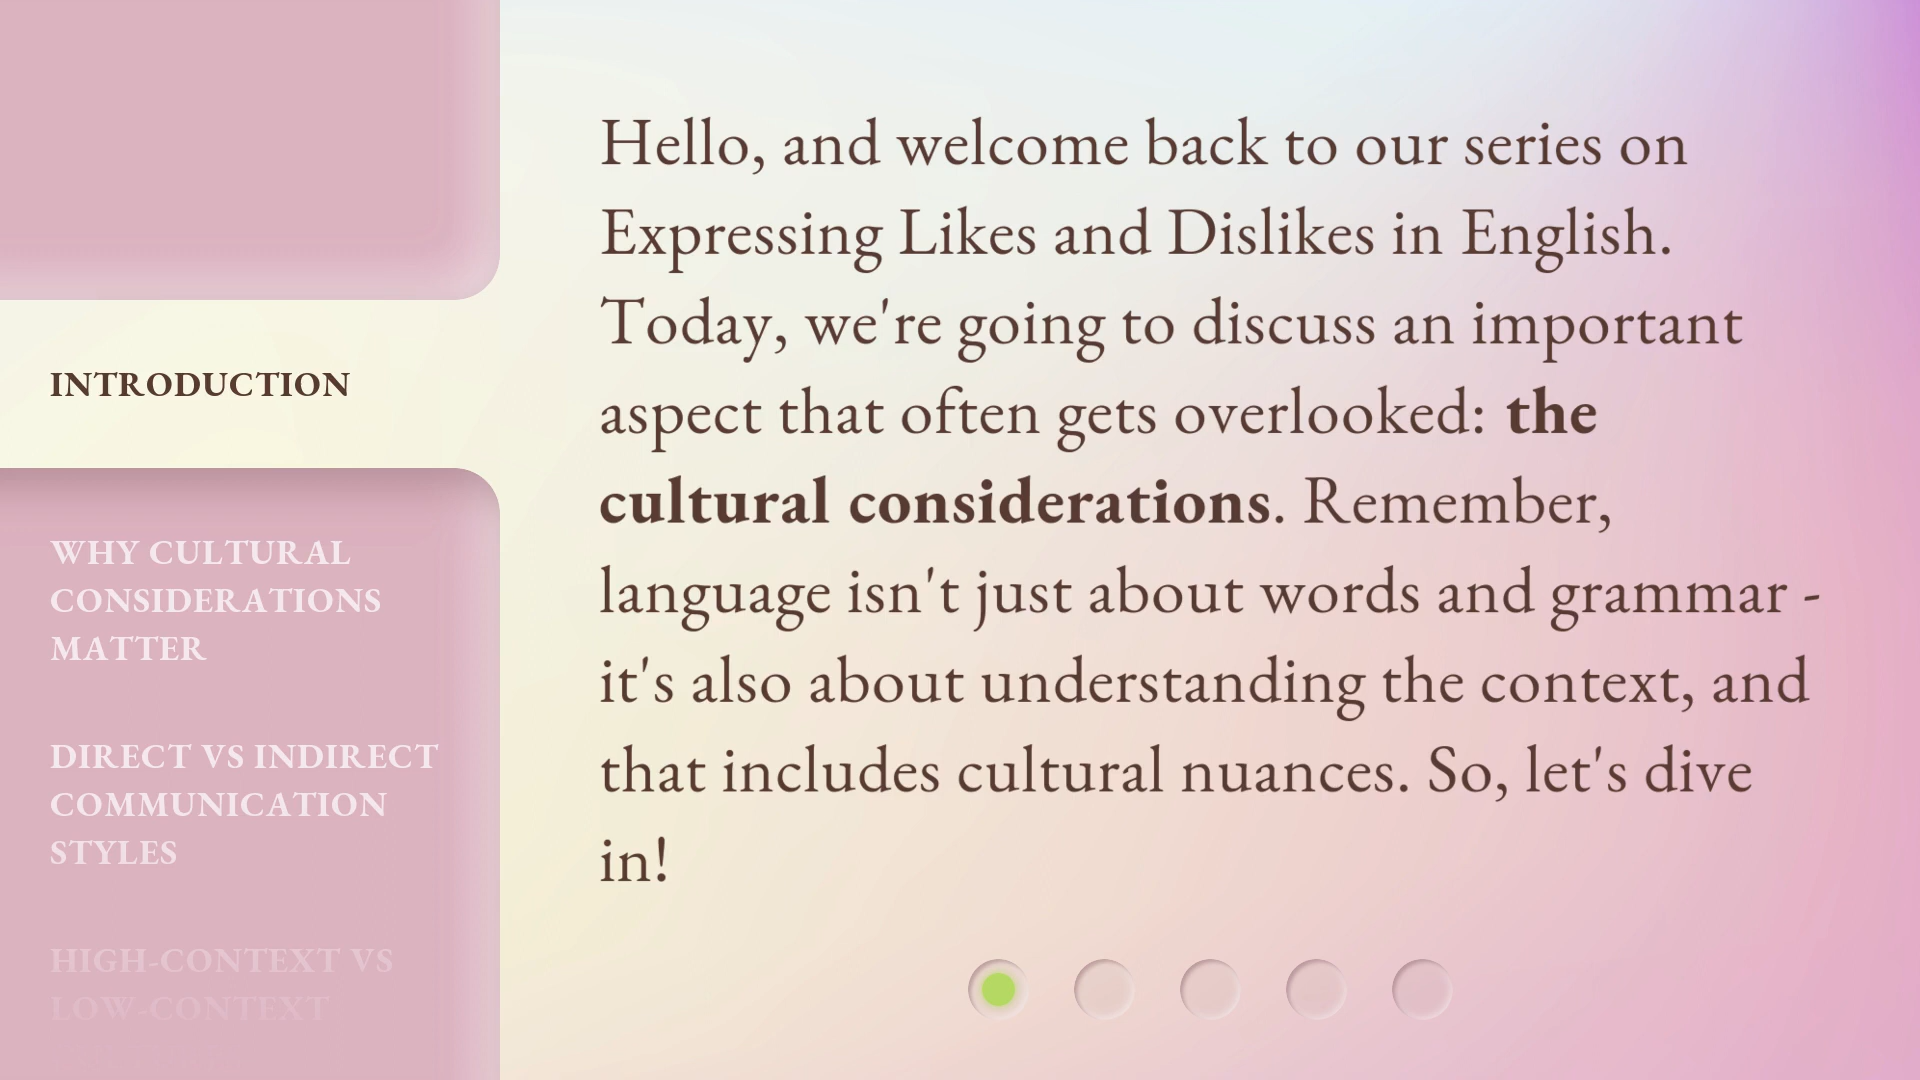 INTRODUCTION
WHY CULTURAL
CONSIDERATIONS
MATTER
DIRECT VS INDIRECT
COMMUNICATION
STYLES
HIGH-CONTEXT VS
LOW-CONTEXT
Hello, and welcome back to our series on
Expressing Likes and Dislikes in English.
Today, we're going to discuss an important
aspect that often gets overlooked: the
cultural considerations. Remember,
language isn't just about words and grammar -
it's also about understanding the context, and
that includes cultural nuances. So, let's dive
in!